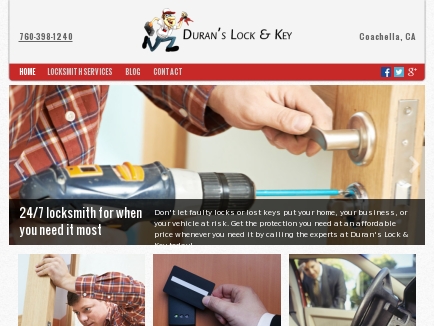 760-398-1240
Duran's Lock & Key
Coachella, CA
HOME LOCKSMITH SERVICES BLOG CONTACT
24/7 locksmith for when
you need it most
Don't let faulty locks or lost keys put your home, your business, or
your vehicle at risk. Get the protection you need at an affordable
price whenever you need it by calling the experts at Duran's Lock &
Key today!